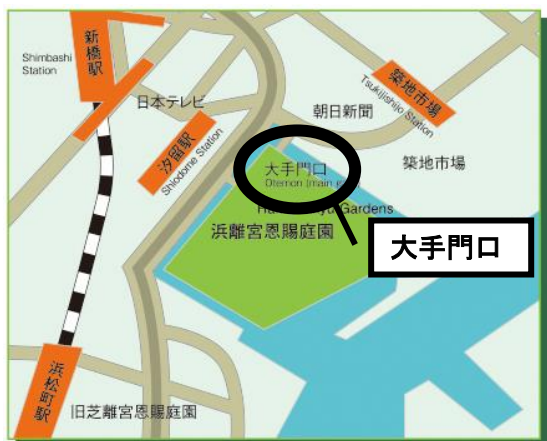 新橋駅
Shimbashi
Station
日本テレビ
汐留駅
Shiodome Station
築地市場
Tsukijishijo Station
朝日新聞
築地市場
大手門口
Otemon (main
Gardens
浜離宮恩賜庭園
大手門口
浜松町駅
旧芝離宮恩賜庭園